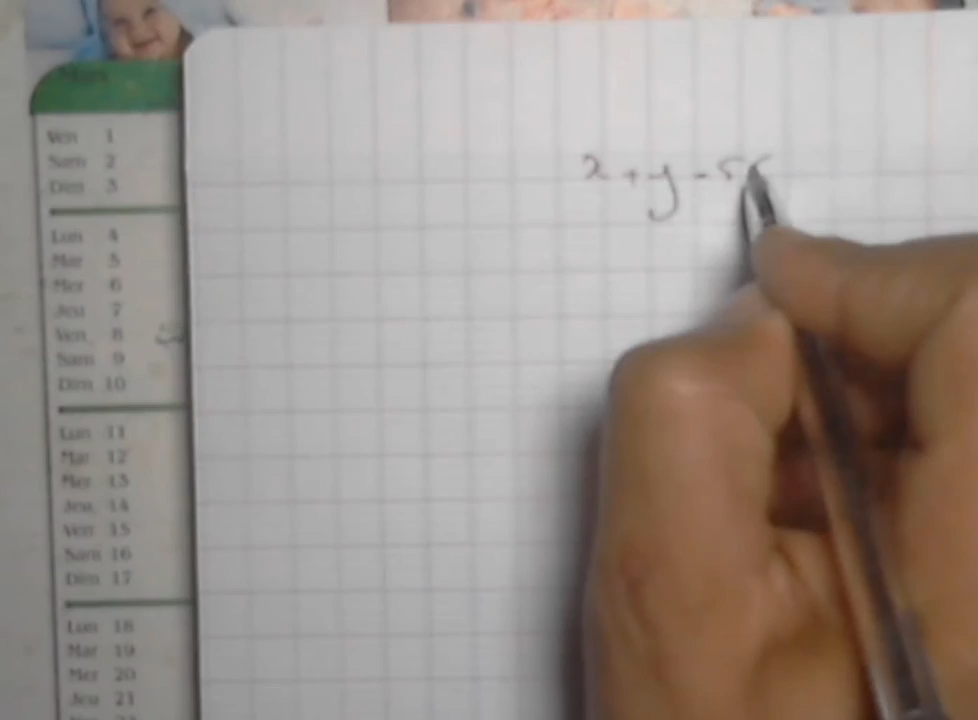 Ven 1
Sam 2
Dim 3
Lun 4
Mar 5
Mer 6
Jeu 7
Ven 8
Sam 9
Dim 10
Lun 11
Mar 12
Mer 13
Jeu 14
Ven 15
Sam 16
Dim 17
Lun 18
Mar 19
Mer 20
Jeu 21
x + y - 55